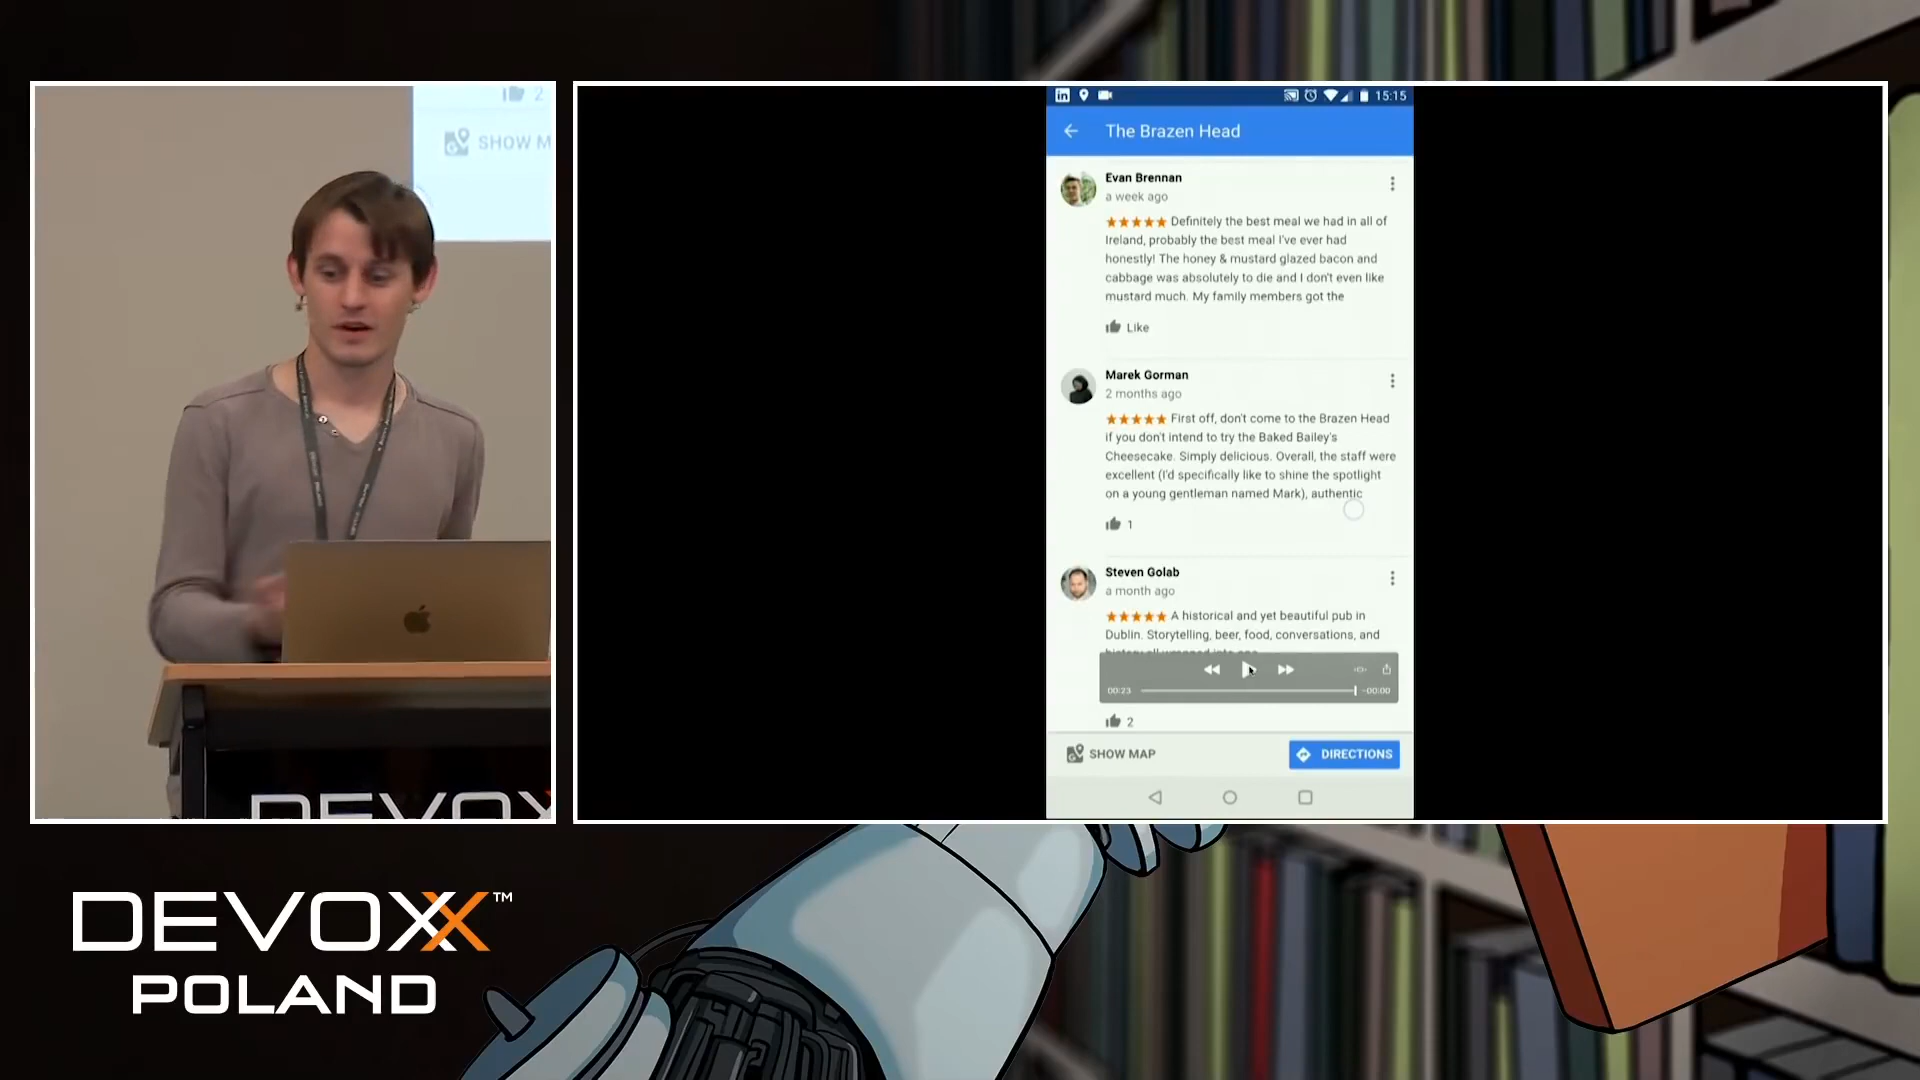 2
SHOW M
DEVOX
DEVOXX™
POLAND
in
15:15
The Brazen Head
Evan Brennan
a week ago
★★★★★ Definitely the best meal we had in all of
Ireland, probably the best meal I've ever had
honestly! The honey & mustard glazed bacon and
cabbage was absolutely to die and I don't even like
mustard much. My family members got the
Like
Marek Gorman
2 months ago
★★★★★ First off, don't come to the Brazen Head
if you don't intend to try the Baked Bailey's
Cheesecake. Simply delicious. Overall, the staff were
excellent (I'd specifically like to shine the spotlight
on a young gentleman named Mark), authentic
1
Steven Golab
a month ago
★★★★★ A historical and yet beautiful pub in
Dublin. Storytelling, beer, food, conversations, and
00:23
-00:00
2
SHOW MAP
DIRECTIONS